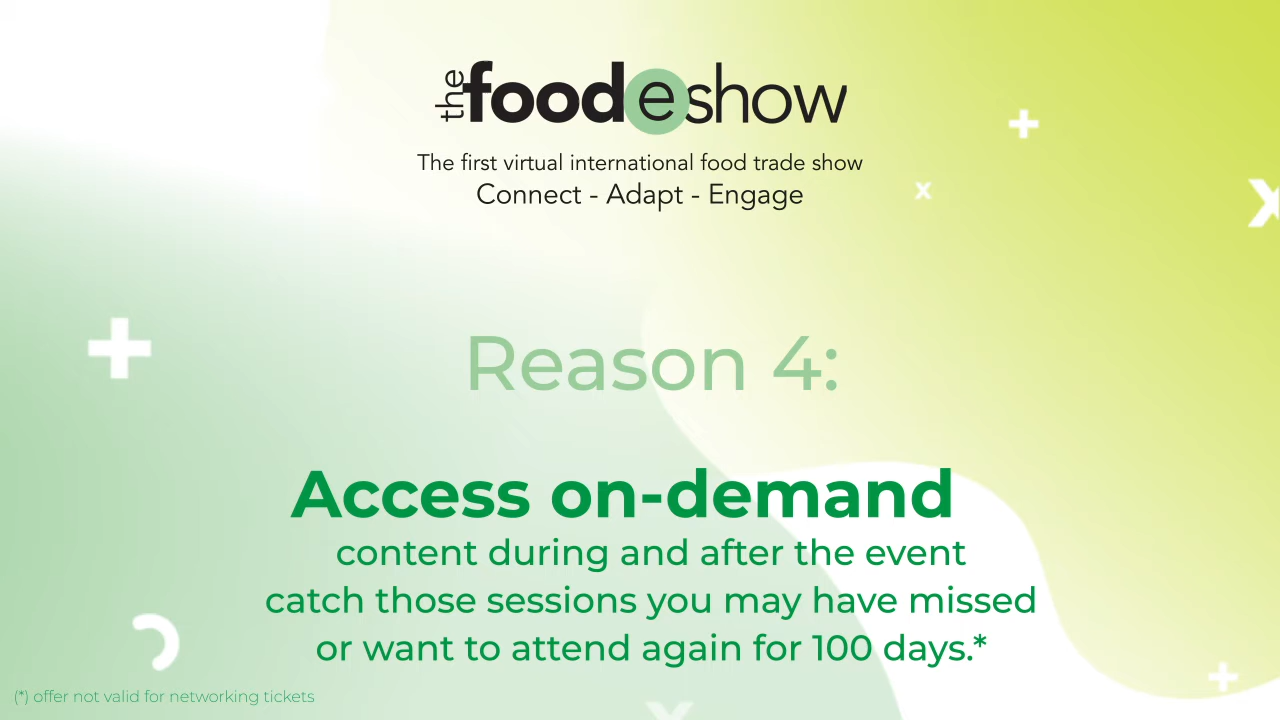 the foodeshow
The first virtual international food trade show
Connect - Adapt - Engage
Reason 4:
Access on-demand
content during and after the event
catch those sessions you may have missed
or want to attend again for 100 days.*
(*) offer not valid for networking tickets